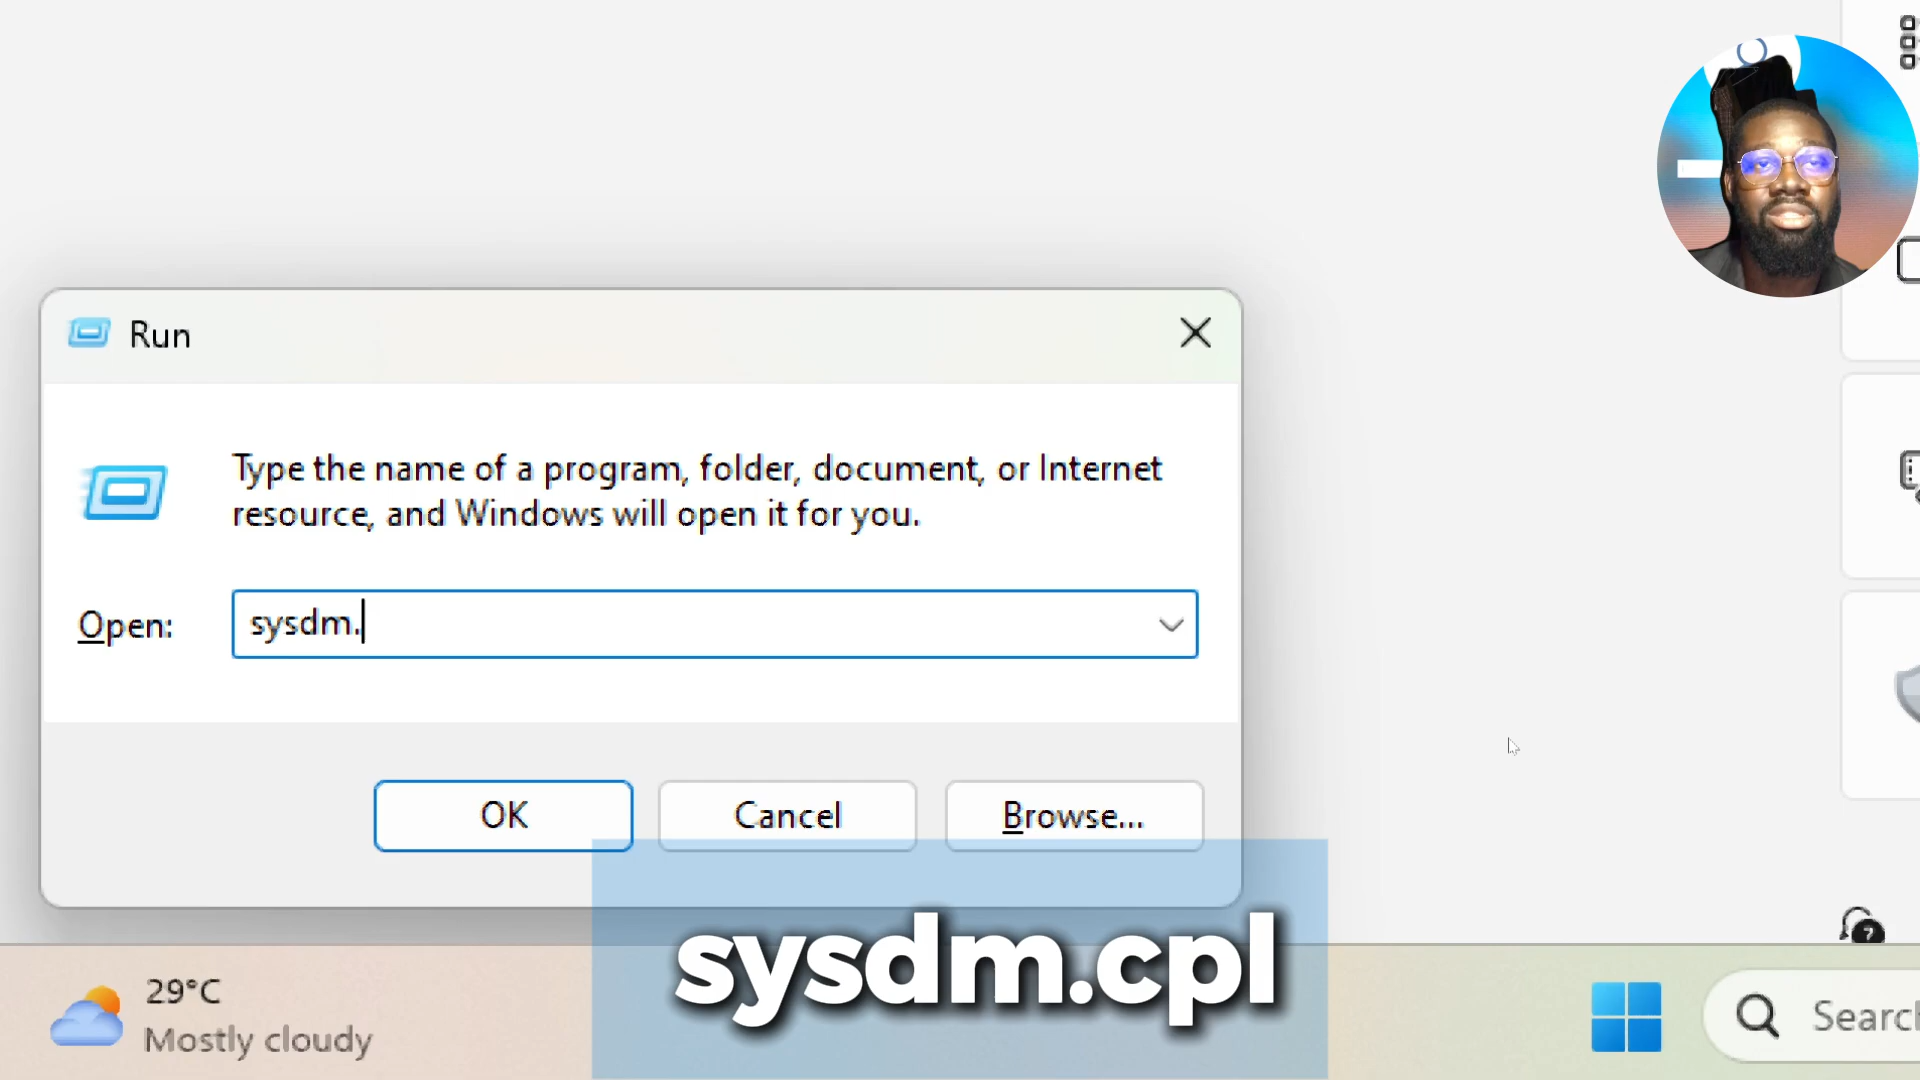 Run
Type the name of a program, folder, document, or Internet
resource, and Windows will open it for you.
Open:
sysdm.
OK
Cancel
Browse...
sysdm.cpl
29°C
Mostly cloudy
Search